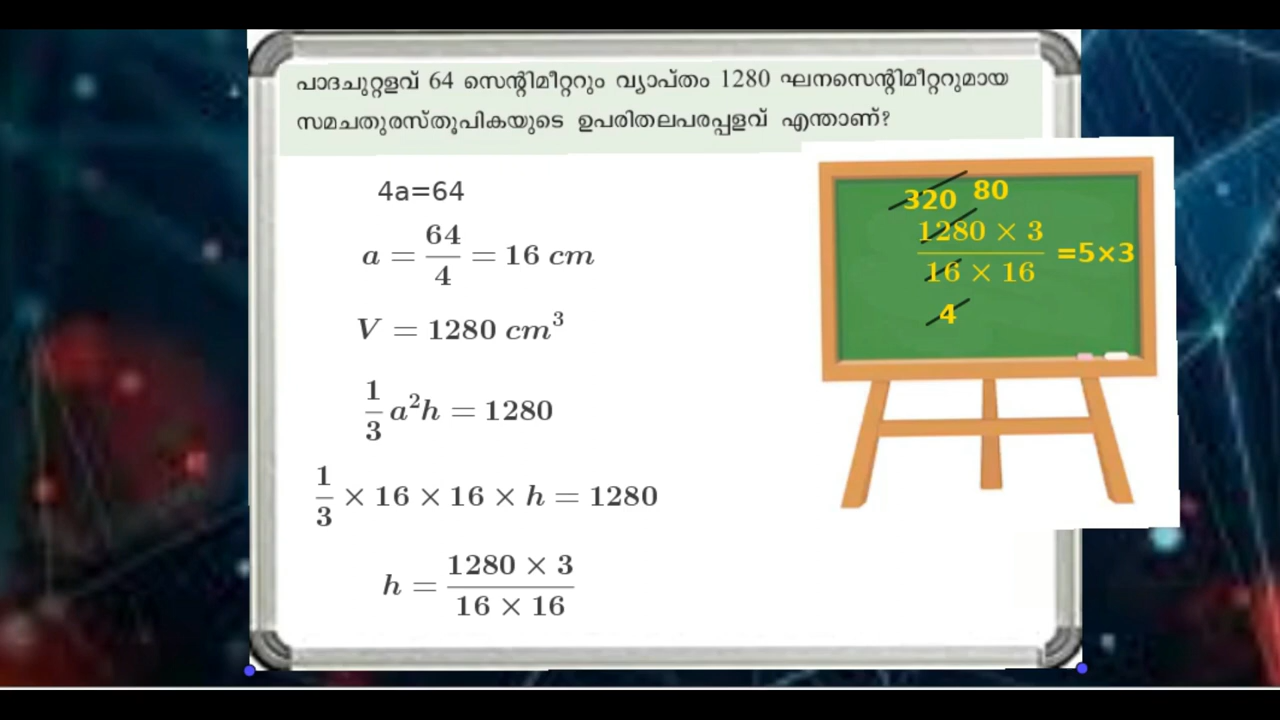 പാദചുറ്റളവ് 64 സെന്റിമീറ്ററും വ്യാപ്തം 1280 ഘനസെന്റിമീറ്ററുമായ
സമചതുരസ്തൂപികയുടെ ഉപരിതലപരപ്പളവ് എന്താണ്?
4a=64
a = 64/4 = 16 cm
V = 1280 cm³
1/3 a²h = 1280
1/3 × 16 × 16 × h = 1280
h = 1280 × 3 / 16 × 16
320 80
1280 × 3 / 16 × 16 =5×3
4